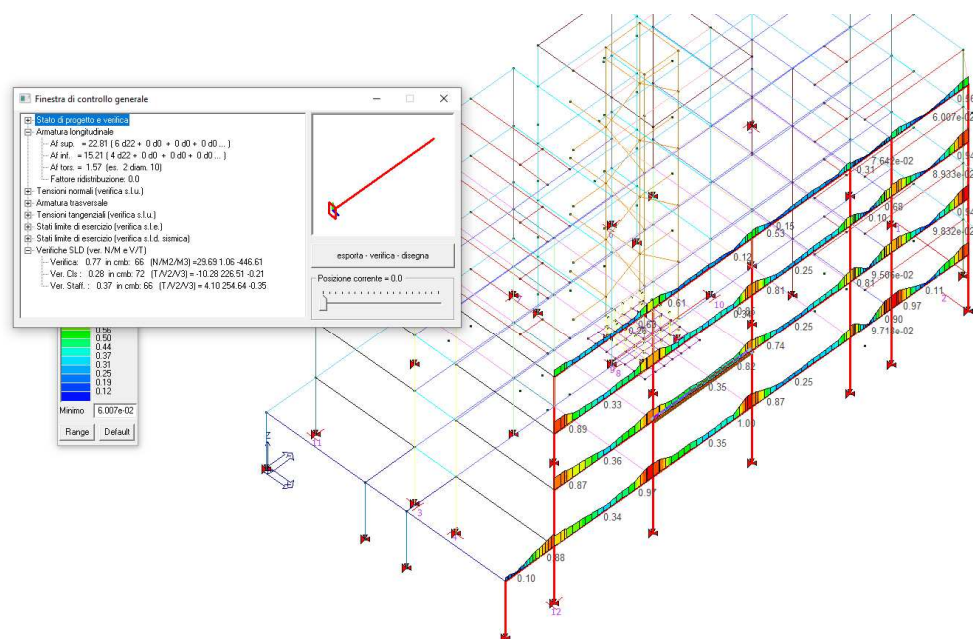 Finestra di controllo generale
Stato di progetto e verifica
Armatura longitudinale
Af sup. = 22.81 ( 6 d22 + 0 d0 + 0 d0 + 0 d0 ... )
Af inf. = 15.21 ( 4 d22 + 0 d0 + 0 d0 + 0 d0 ... )
Af tors. = 1.57 (es. 2 diam. 10)
Fattore ridistribuzione: 0.0
Tensioni normali (verifica s.l.u.)
Armatura trasversale
Tensioni tangenziali (verifica s.l.u.)
Stati limite di esercizio (verifica s.l.e.)
Stati limite di esercizio (verifica s.l.d. sismica)
Verifiche SLD (ver. N/M e V/T)
Verifica: 0.77 in cmb: 66 (N/M2/M3)=29.69 1.06 -446.61
Ver. Cls : 0.28 in cmb: 72 (T/V2/V3) =-10.28 226.51 -0.21
Ver. Staff. : 0.37 in cmb: 66 (T/V2/V3) = 4.10 254.64 -0.35
esporta - verifica - disegna
Posizione corrente = 0.0
0.56
0.50
0.44
0.37
0.31
0.25
0.19
0.12
Minimo 6.007e-02
Range Default
Z
11
3
12
8
10
1
2
6.007e-02
0.31
7.642e-02
8.933e-02
0.15
0.53
0.12
0.68
0.10
9.832e-02
0.61
0.25
0.81
0.81
0.15
0.97
0.11
0.90
9.713e-02
0.74
0.82
0.33
0.35
0.25
0.89
0.36
0.87
1.00
0.35
0.87
0.97
0.34
0.88
0.10